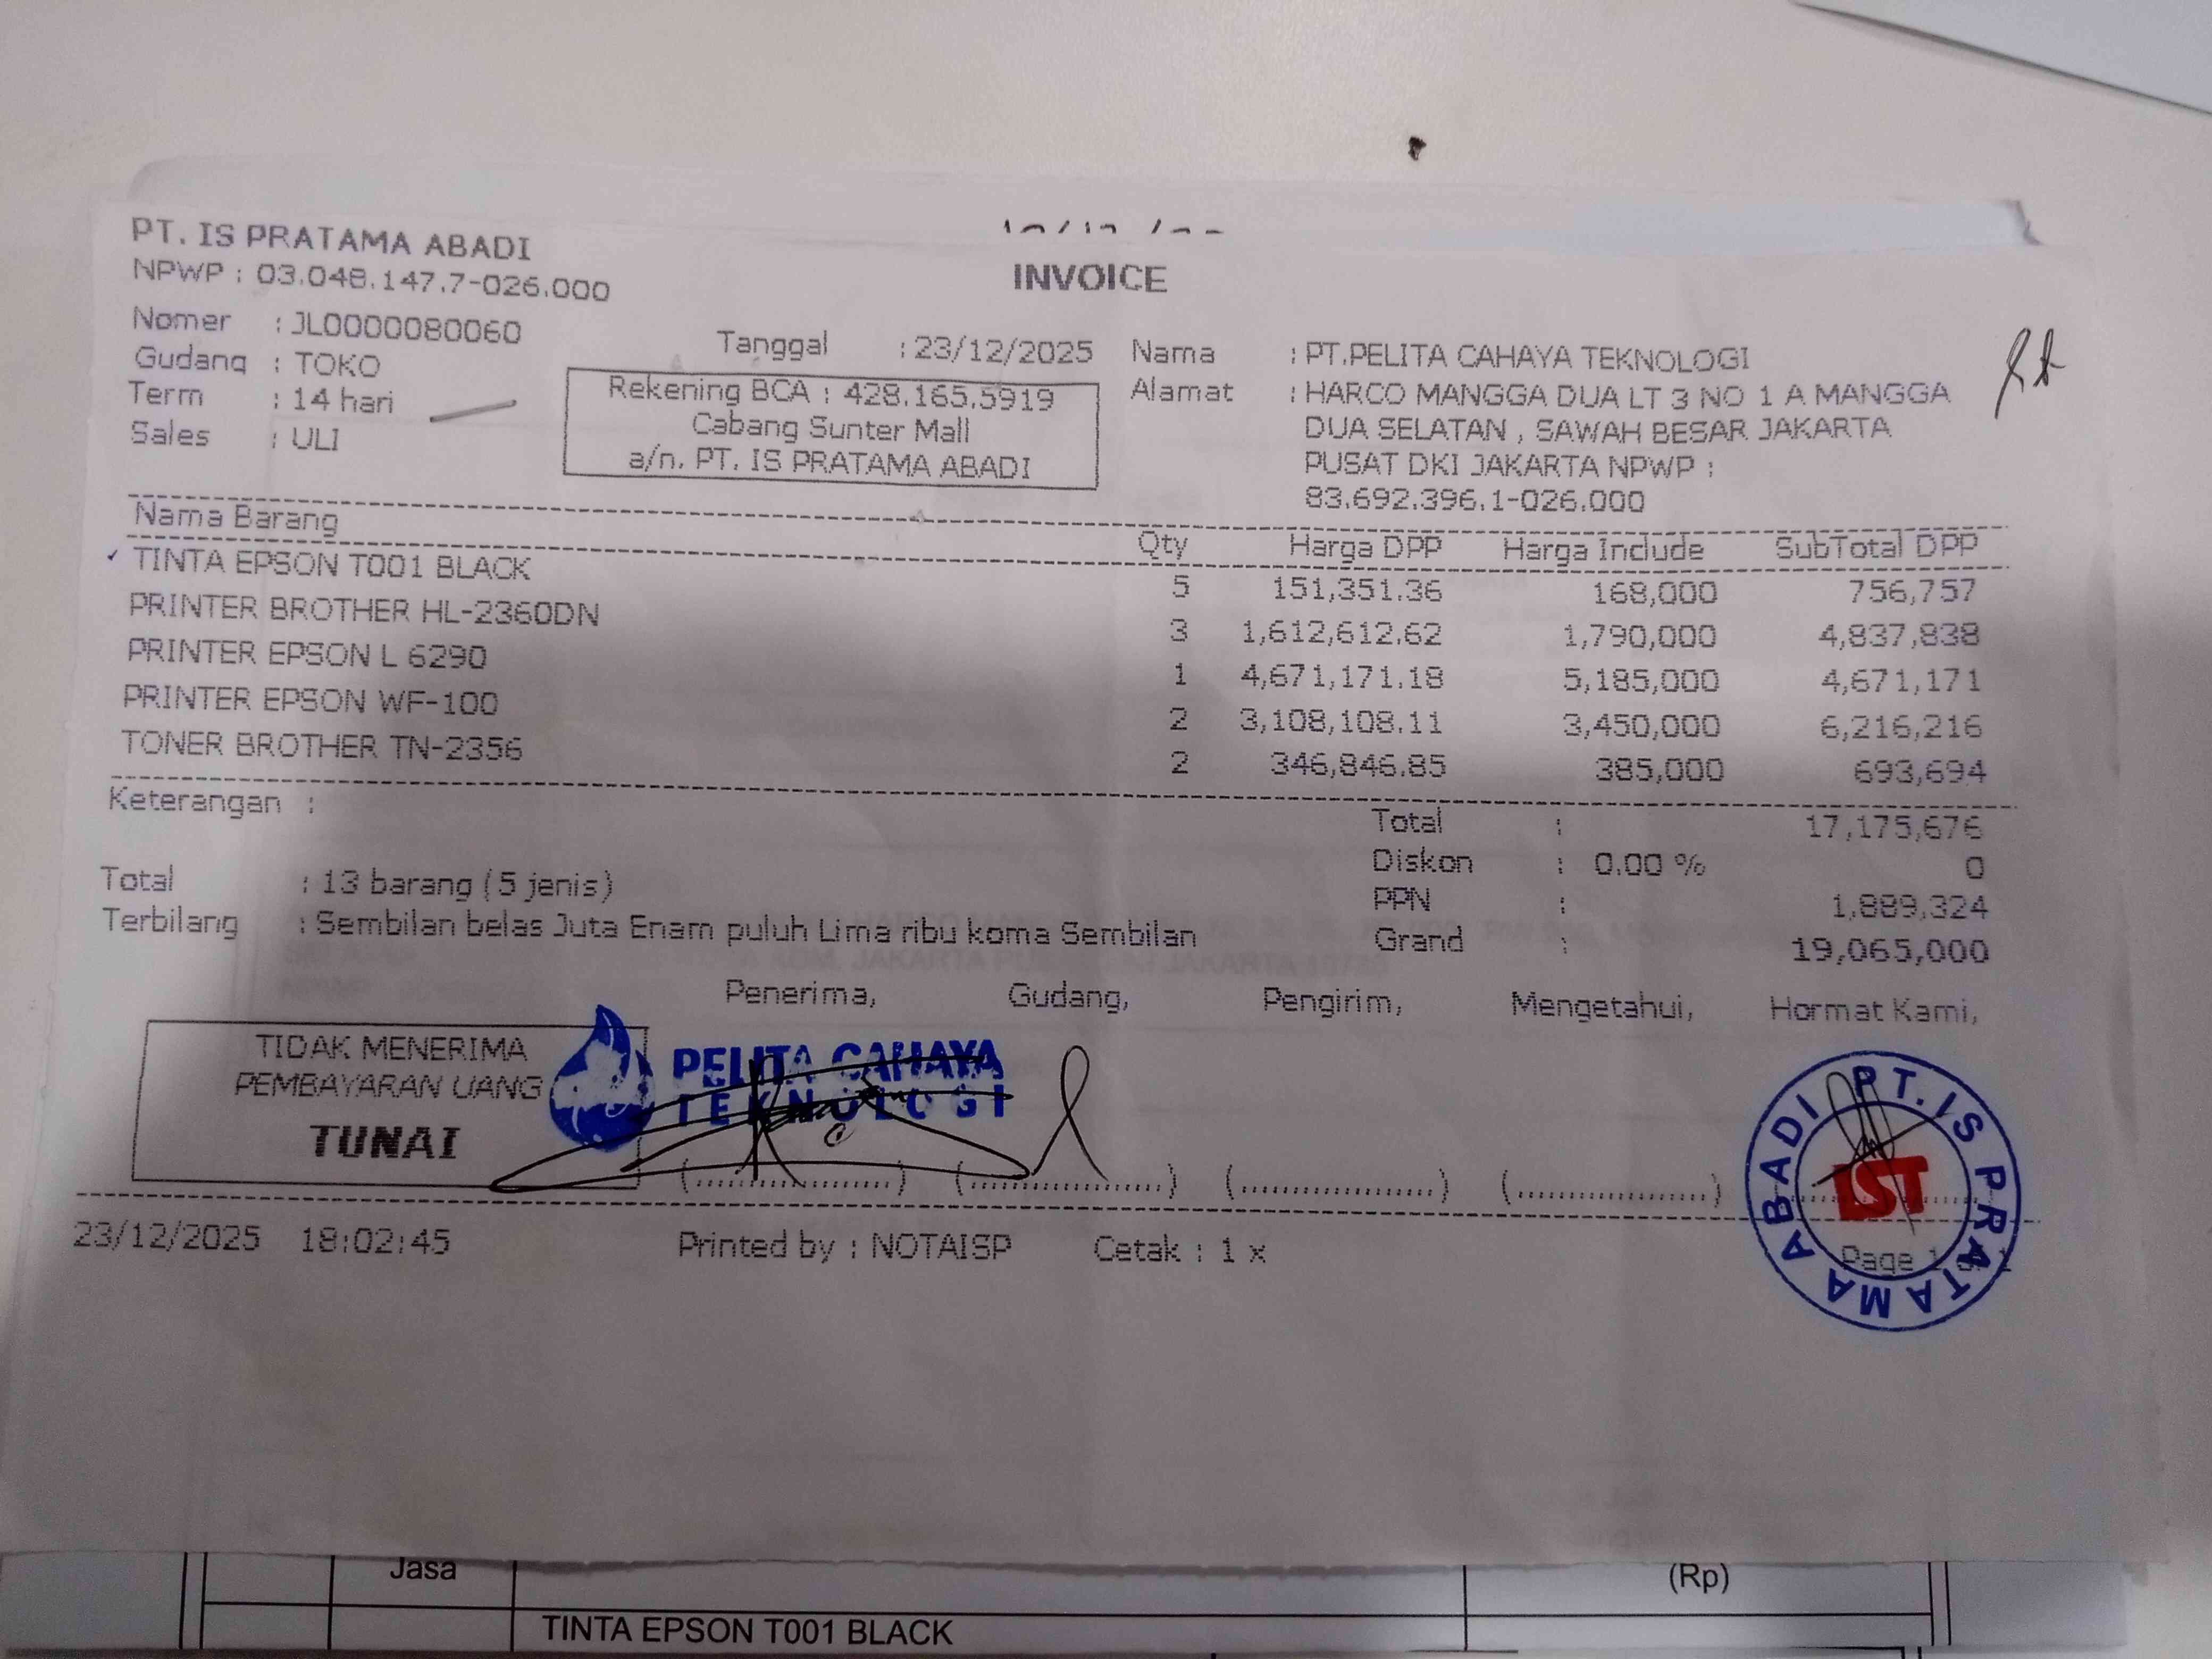 PT. IS PRATAMA ABADI
NPWP : 03.048.147.7-026.000
INVOICE
Nomer : JL0000080060
Gudang : TOKO
Term : 14 hari
Sales : ULI
Tanggal : 23/12/2025
Rekening BCA : 428.165.5919
Cabang Sunter Mall
a/n. PT. IS PRATAMA ABADI
Nama : PT.PELITA CAHAYA TEKNOLOGI
Alamat : HARCO MANGGA DUA LT 3 NO 1 A MANGGA
DUA SELATAN , SAWAH BESAR JAKARTA
PUSAT DKI JAKARTA NPWP :
83.692.396.1-026.000
Nama Barang Qty Harga DPP Harga Include SubTotal DPP
TINTA EPSON T001 BLACK 5 151,351.36 168,000 756,757
PRINTER BROTHER HL-2360DN 3 1,612,612.62 1,790,000 4,837,838
PRINTER EPSON L 6290 1 4,671,171.18 5,185,000 4,671,171
PRINTER EPSON WF-100 2 3,108,108.11 3,450,000 6,216,216
TONER BROTHER TN-2356 2 346,846.85 385,000 693,694
Keterangan :
Total : 17,175,676
Diskon : 0.00 % 0
PPN : 1,889,324
Grand : 19,065,000
Total : 13 barang (5 jenis)
Terbilang : Sembilan belas Juta Enam puluh Lima ribu koma Sembilan
Penerima, Gudang, Pengirim, Mengetahui, Hormat Kami,
TIDAK MENERIMA
PEMBAYARAN UANG
TUNAI
PELITA CAHAYA
TEKNOLOGI
PT. IS PRATAMA ABADI
IST
23/12/2025 18:02:45 Printed by : NOTAISP Cetak : 1 x Page 1 of 1
Jasa (Rp)
TINTA EPSON T001 BLACK